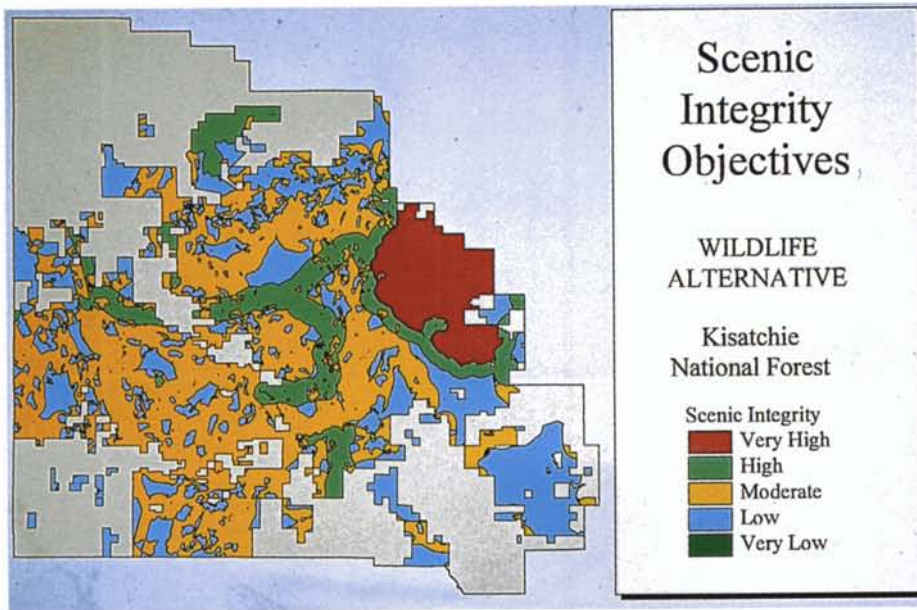 Scenic
Integrity
Objectives
WILDLIFE
ALTERNATIVE
Kisatchie
National Forest
Scenic Integrity
Very High
High
Moderate
Low
Very Low